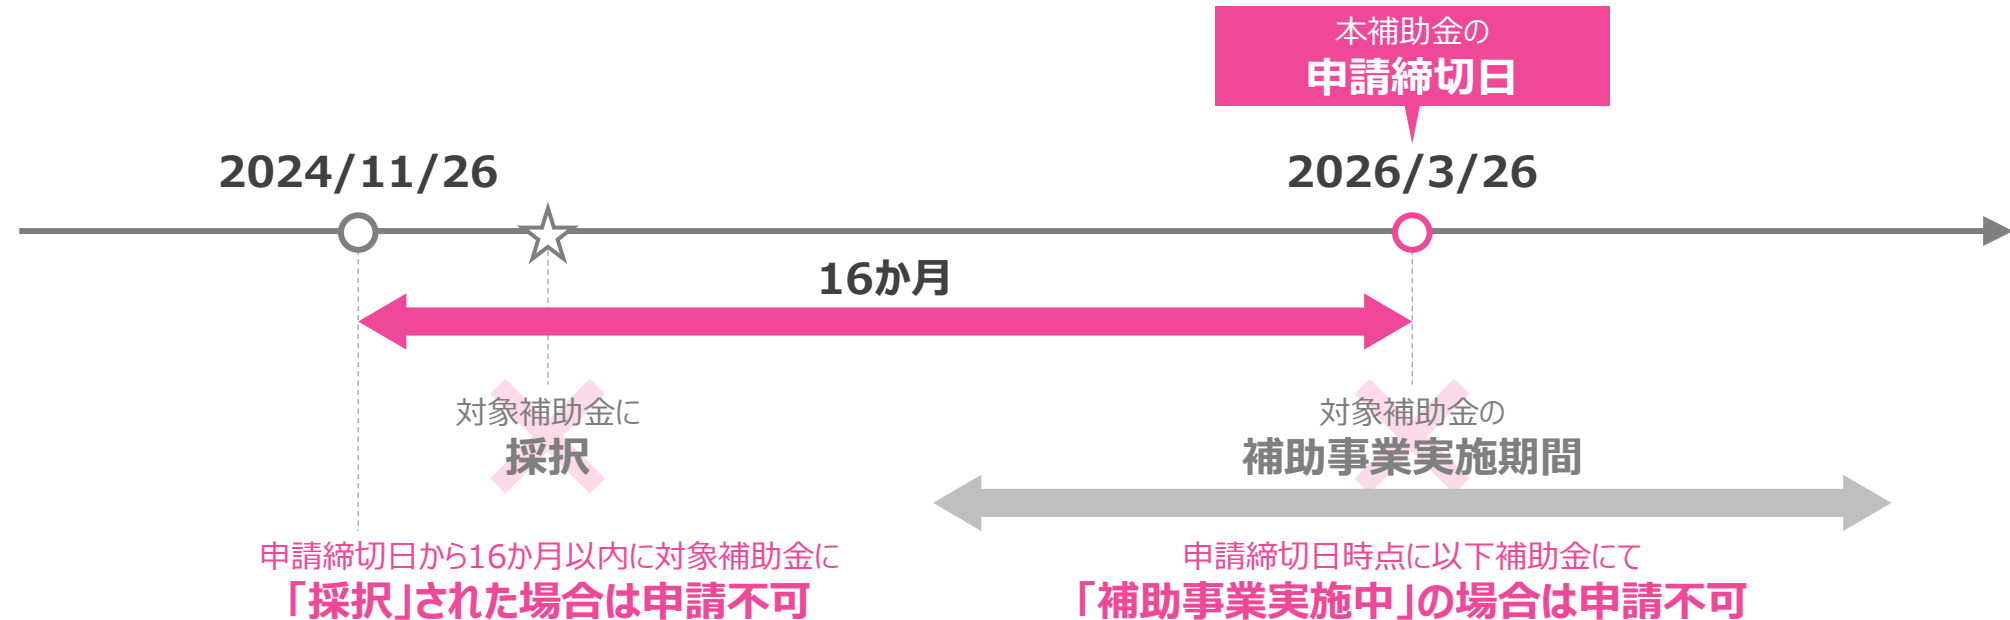 本補助金の
申請締切日
2024/11/26
2026/3/26
16か月
対象補助金に
採択
対象補助金の
補助事業実施期間
申請締切日から16か月以内に対象補助金に
「採択」された場合は申請不可
申請締切日時点に以下補助金にて
「補助事業実施中」の場合は申請不可